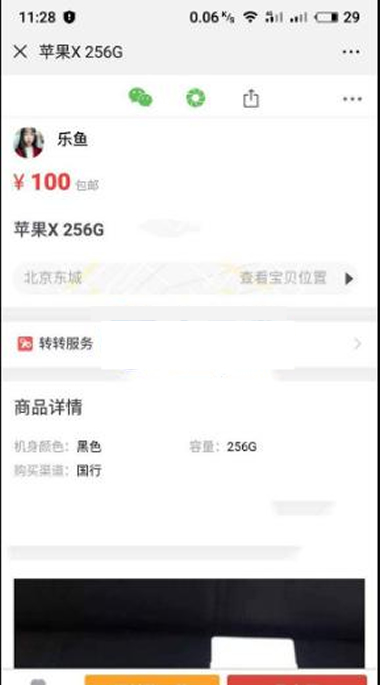 11:28 0.06 K/s 4G 29
苹果X 256G
乐鱼
¥ 100 包邮
苹果X 256G
北京东城 查看宝贝位置
转转服务
商品详情
机身颜色: 黑色 容量: 256G
购买渠道: 国行